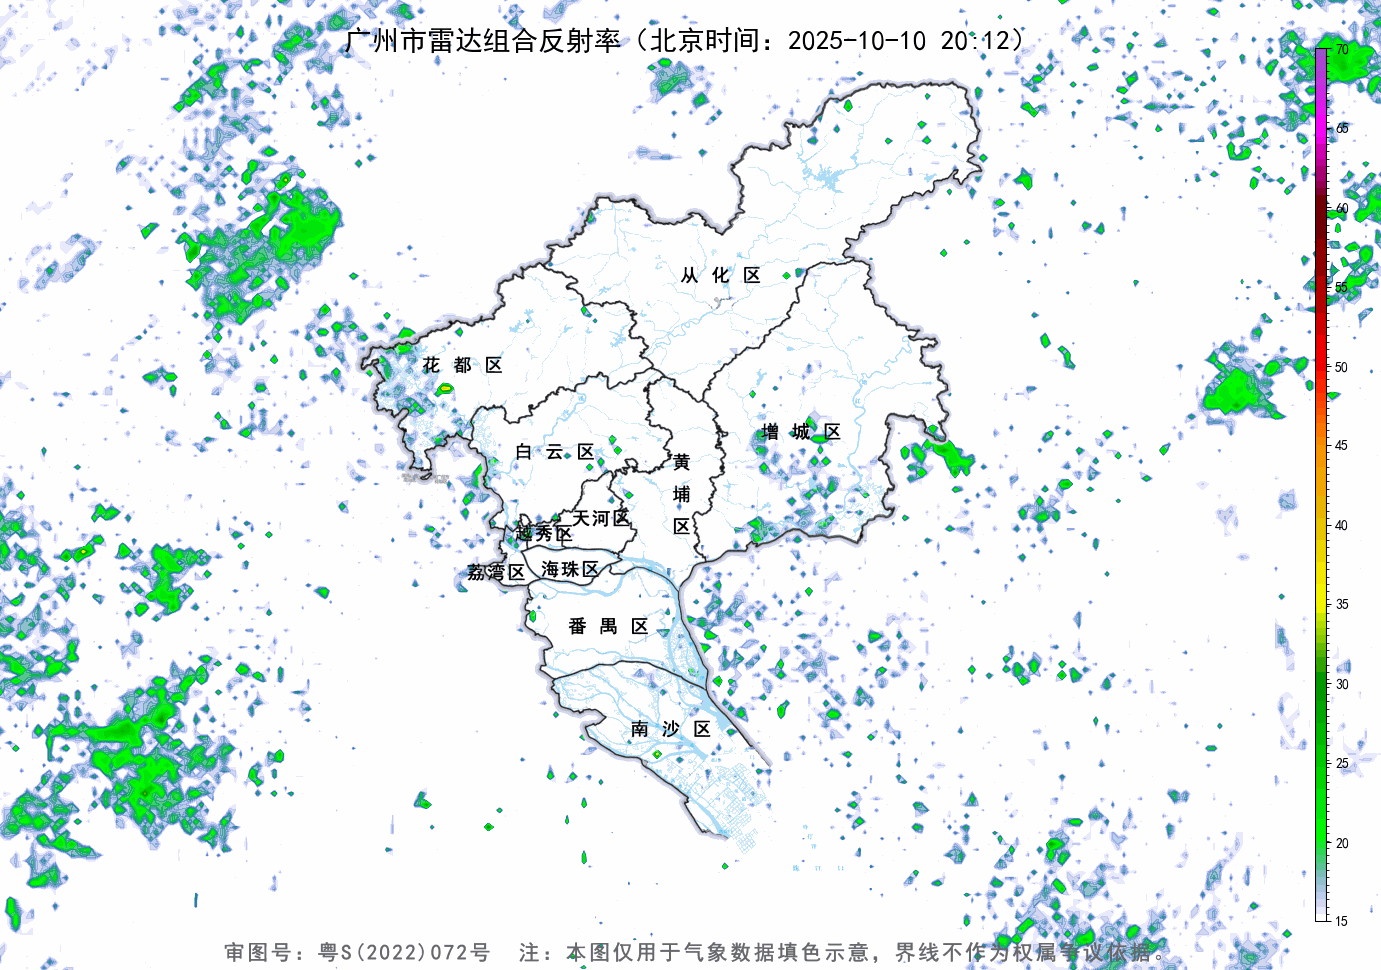 广州市雷达组合反射率（北京时间：2025-10-10 20:12）
70
65
60
55
50
45
40
35
30
25
20
15
从化区
花都区
增城区
白云区
黄埔区
天河区
越秀区
海珠区
荔湾区
番禺区
南沙区
审图号：粤S(2022)072号 注：本图仅用于气象数据填色示意，界线不作为权属争议依据。